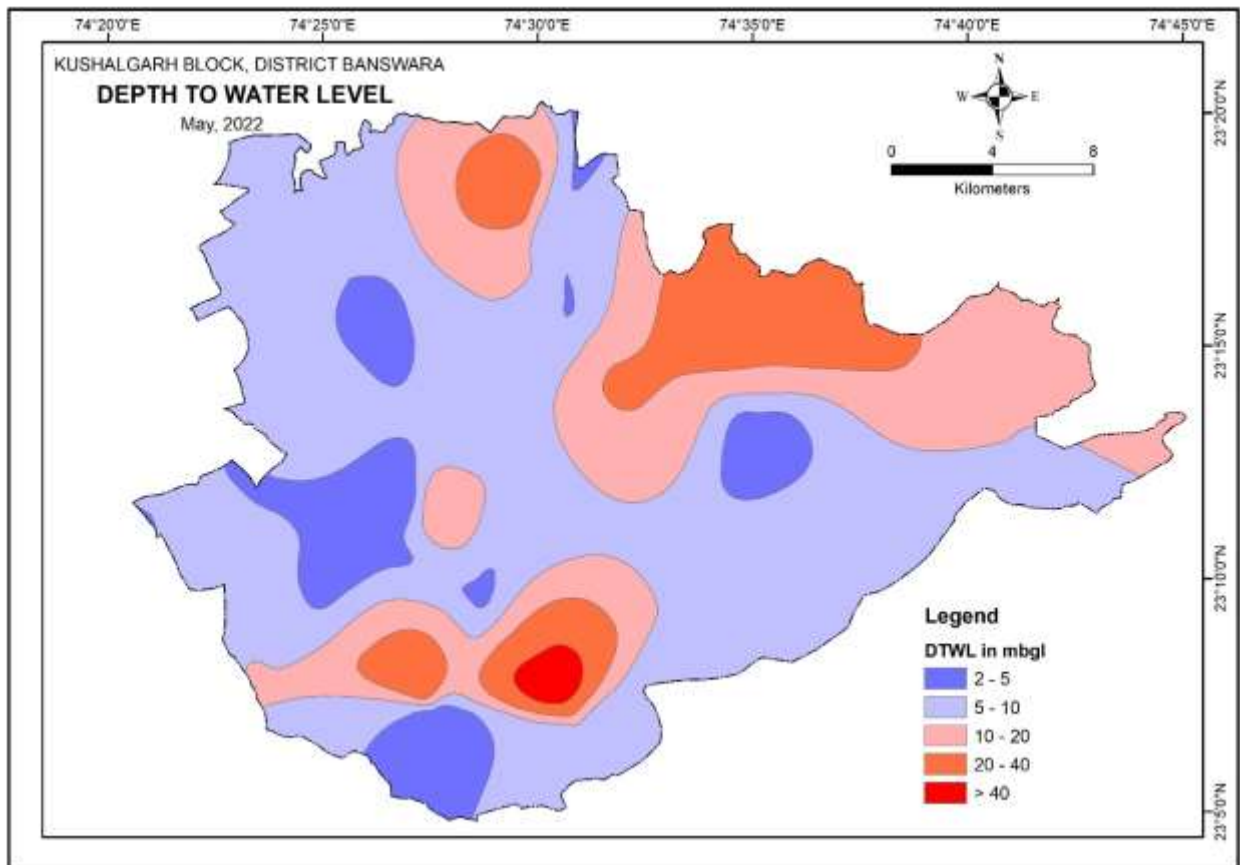 74°20'0"E 74°25'0"E 74°30'0"E 74°35'0"E 74°40'0"E 74°45'0"E
KUSHALGARH BLOCK, DISTRICT BANSWARA
DEPTH TO WATER LEVEL
May, 2022
N
W E
S
0 4 8
Kilometers
23°20'0"N
23°15'0"N
23°10'0"N
23°5'0"N
Legend
DTWL in mbgl
2 - 5
5 - 10
10 - 20
20 - 40
> 40